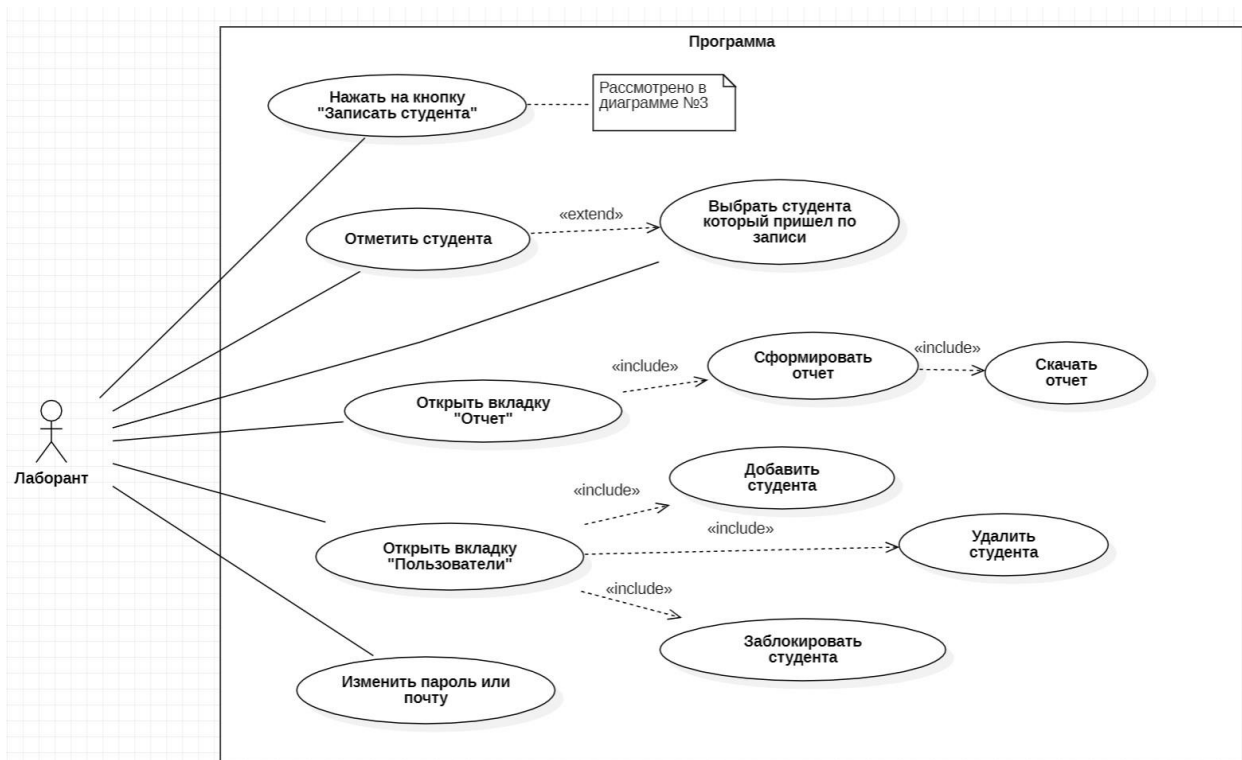 Программа
Нажать на кнопку
"Записать студента"
Рассмотрено в
диаграмме №3
Отметить студента
«extend»
Выбрать студента
который пришел по
записи
Открыть вкладку
"Отчет"
«include»
Сформировать
отчет
«include»
Скачать
отчет
Лаборант
Открыть вкладку
"Пользователи"
«include»
Добавить
студента
«include»
Удалить
студента
«include»
Заблокировать
студента
Изменить пароль или
почту